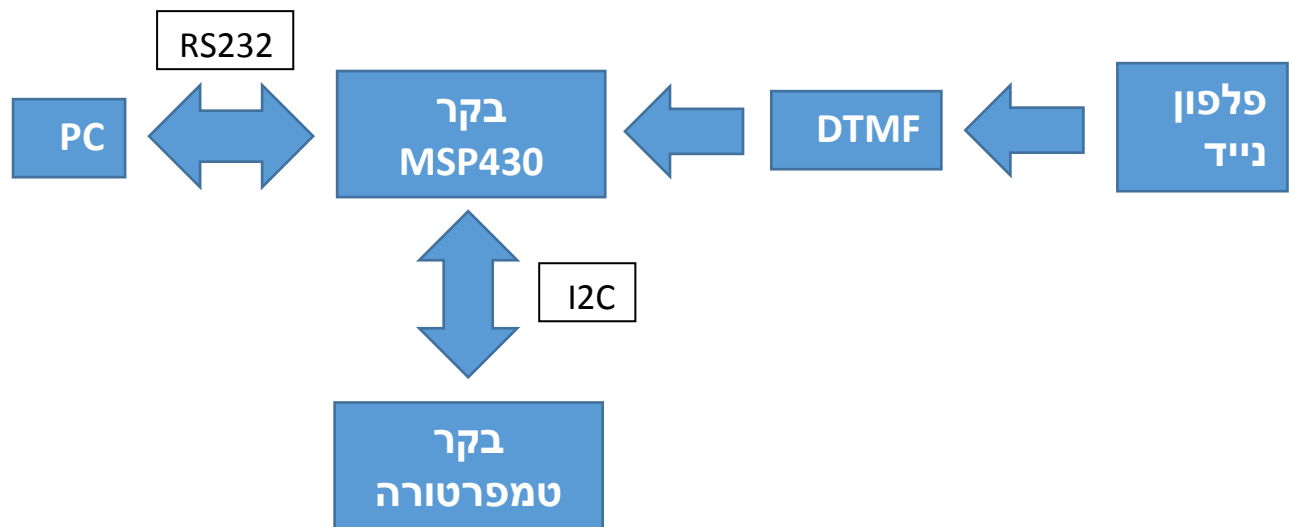 RS232
PC
בקר
MSP430
DTMF
פלפון
נייד
I2C
בקר
טמפרטורה